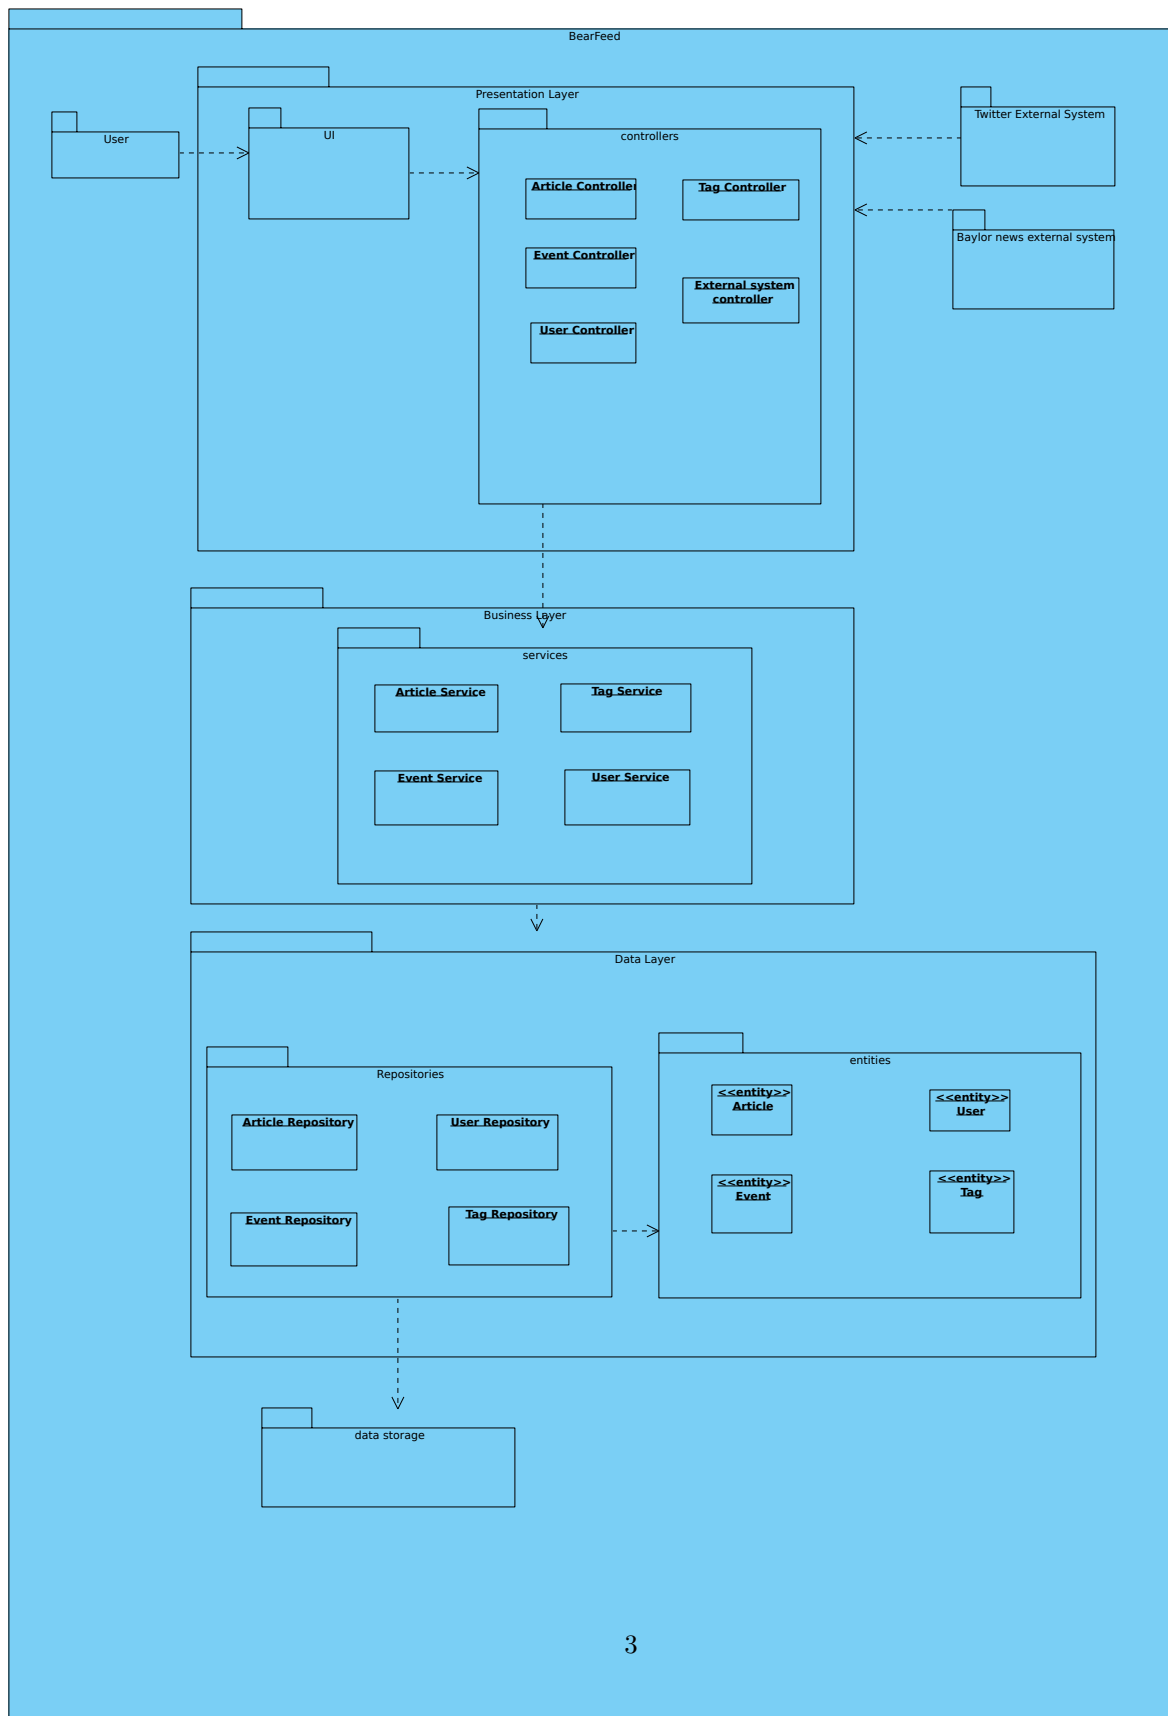 BearFeed
Presentation Layer
User
UI
controllers
Twitter External System
Article Controller
Tag Controller
Baylor news external system
Event Controller
External system
controller
User Controller
Business Layer
services
Article Service
Tag Service
Event Service
User Service
Data Layer
Repositories
entities
Article Repository
User Repository
<<entity>>
Article
<<entity>>
User
Event Repository
Tag Repository
<<entity>>
Event
<<entity>>
Tag
data storage
3